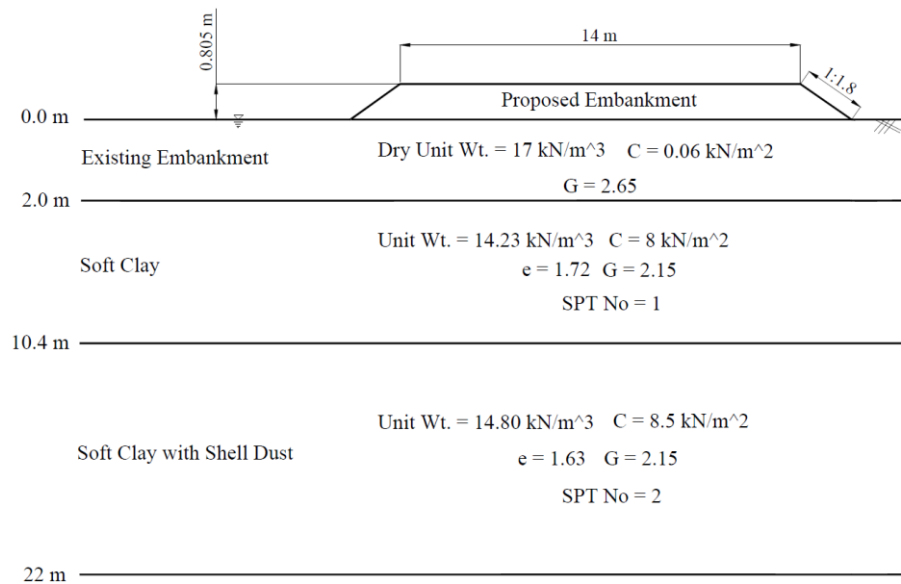 0.805 m
14 m
1:1.8
Proposed Embankment
0.0 m
Existing Embankment
Dry Unit Wt. = 17 kN/m^3 C = 0.06 kN/m^2
G = 2.65
2.0 m
Unit Wt. = 14.23 kN/m^3 C = 8 kN/m^2
Soft Clay
e = 1.72 G = 2.15
SPT No = 1
10.4 m
Unit Wt. = 14.80 kN/m^3 C = 8.5 kN/m^2
Soft Clay with Shell Dust
e = 1.63 G = 2.15
SPT No = 2
22 m